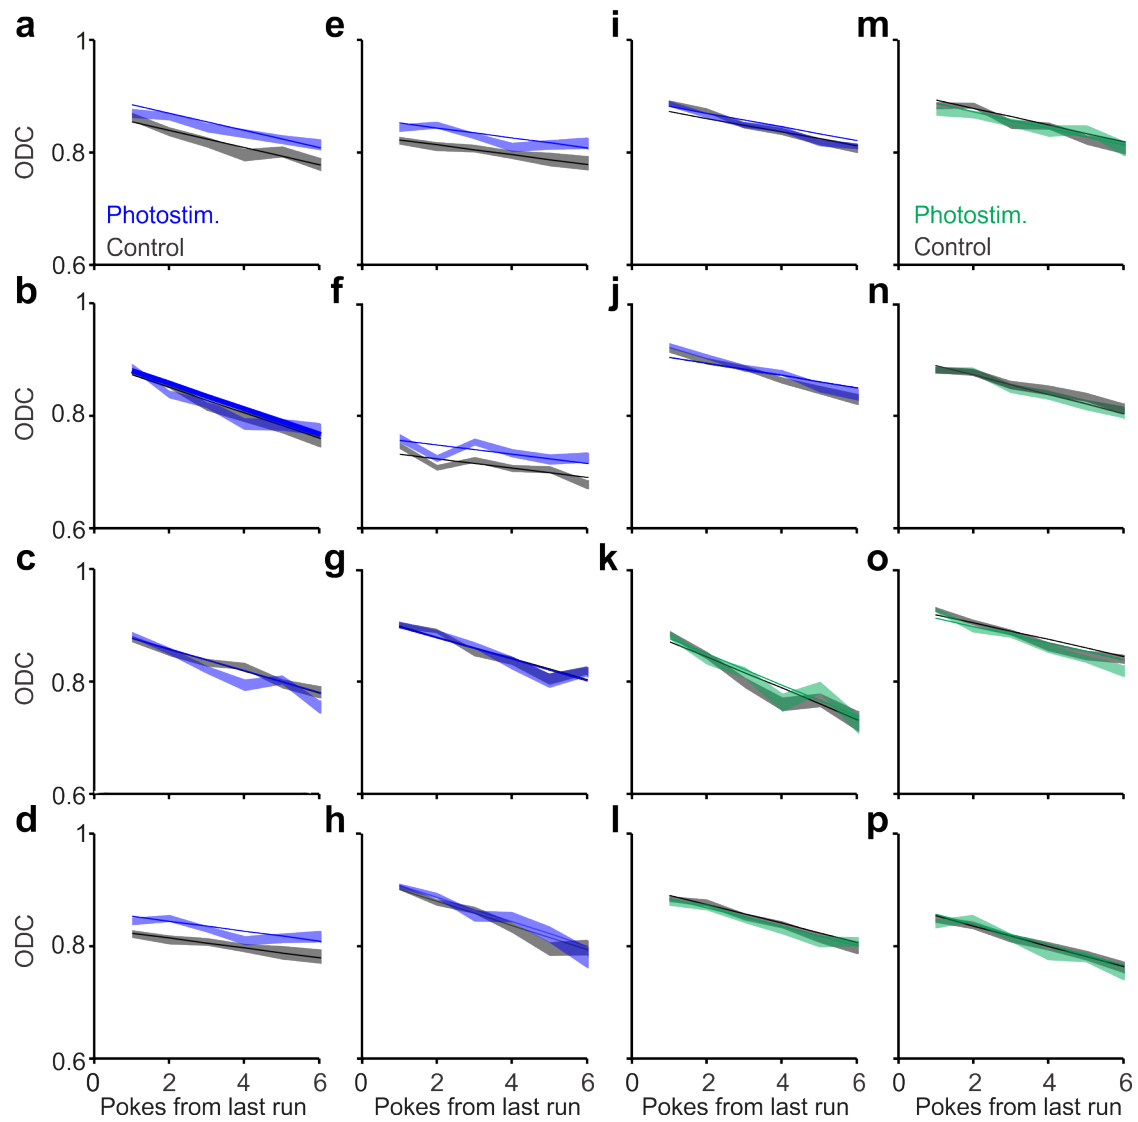 a
e
i
m
1
0.8
0.6
ODC
Photostim.
Control
Photostim.
Control
b
f
j
n
1
0.8
0.6
ODC
c
g
k
o
1
0.8
0.6
ODC
d
h
l
p
1
0.8
0.6
ODC
0 2 4 6
0 2 4 6
0 2 4 6
0 2 4 6
Pokes from last run
Pokes from last run
Pokes from last run
Pokes from last run